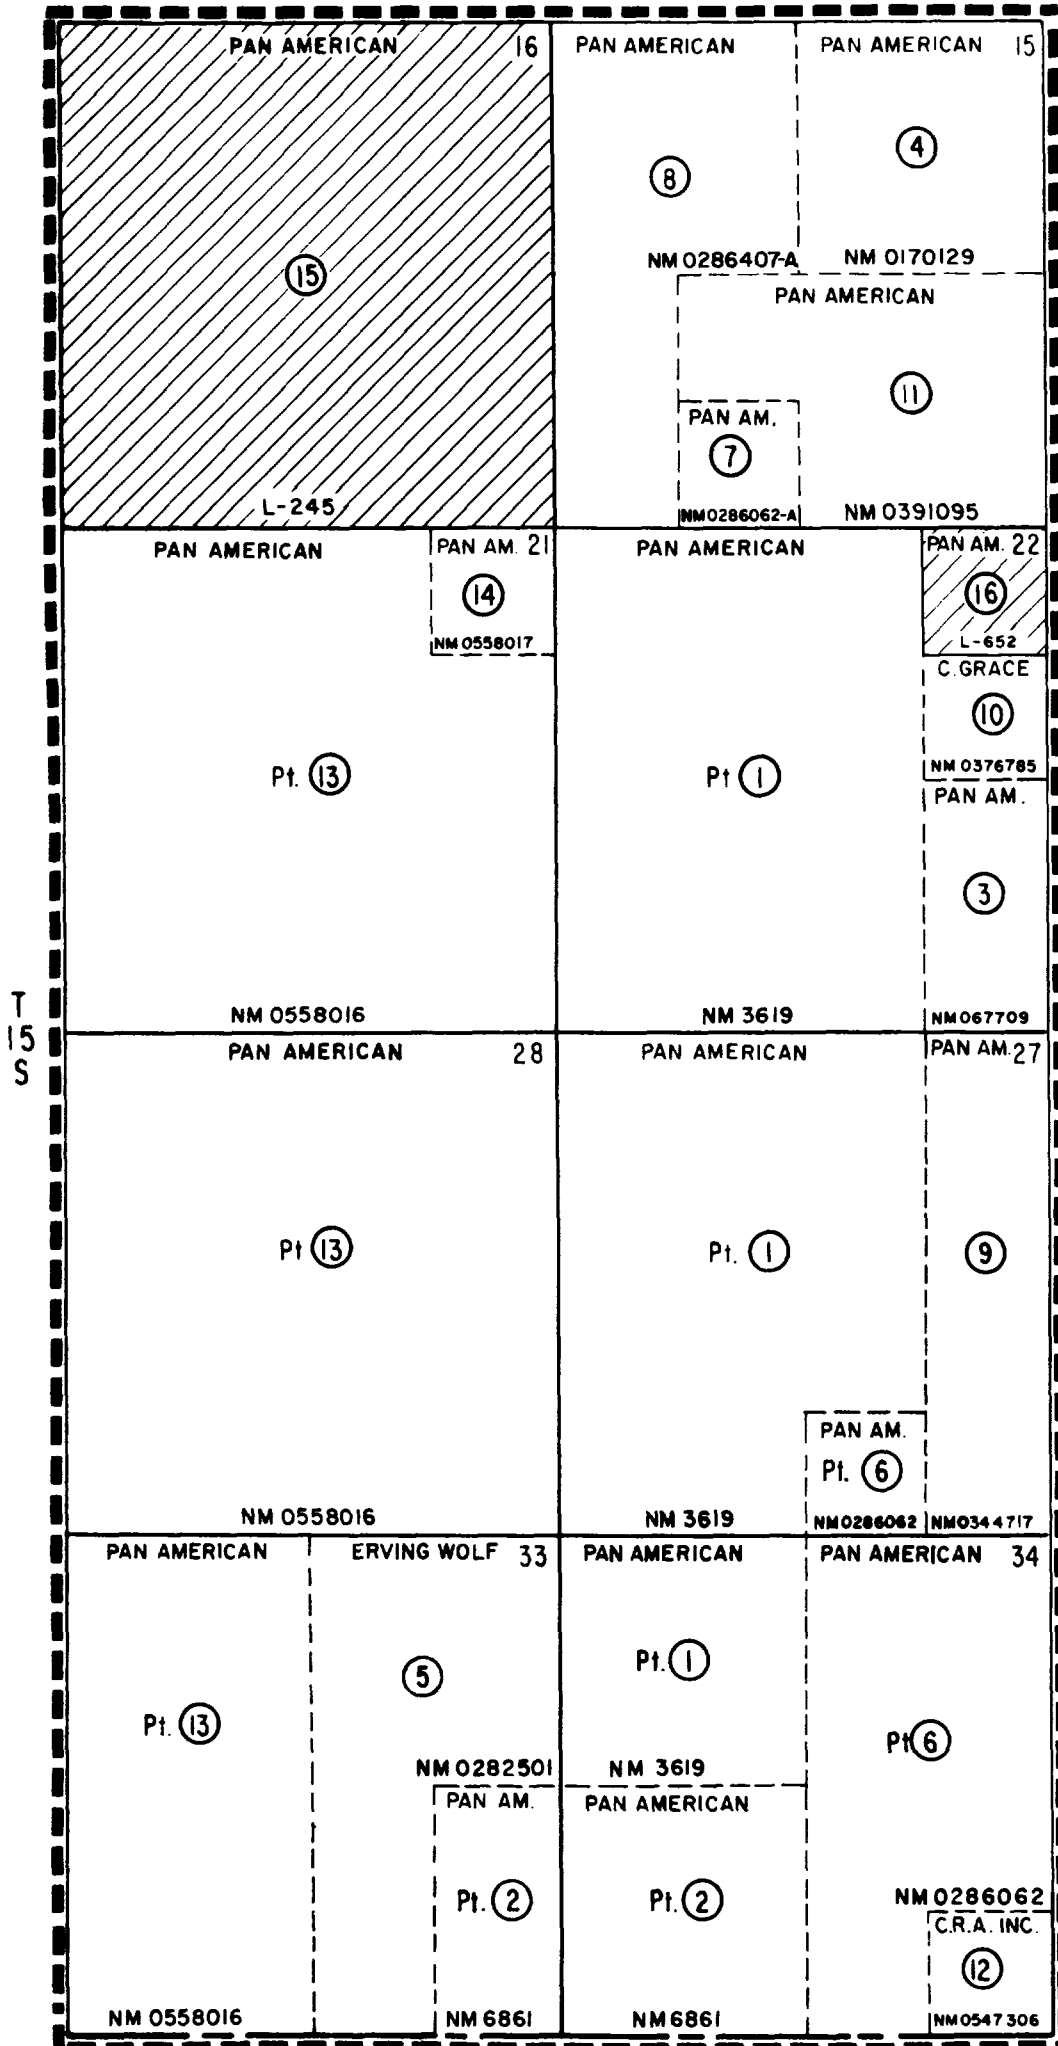 PAN AMERICAN 16
15
L-245
PAN AMERICAN
8
NM 0286407-A
PAN AMERICAN 15
4
NM 0170129
PAN AMERICAN
11
NM 0391095
PAN AM.
7
NM0286062-A
PAN AMERICAN
Pt. 13
NM 0558016
PAN AM. 21
14
NM 0558017
PAN AMERICAN
Pt 1
NM 3619
PAN AM. 22
16
L-652
C. GRACE
10
NM 0376785
PAN AM.
3
NM 067709
T
15
S
PAN AMERICAN 28
Pt 13
NM 0558016
PAN AMERICAN
Pt. 1
NM 3619
PAN AM. 27
9
NM0344717
PAN AM.
Pt. 6
NM0286062
PAN AMERICAN
Pt. 13
NM 0558016
ERVING WOLF 33
5
NM 0282501
PAN AM.
Pt. 2
NM 6861
PAN AMERICAN
Pt. 1
NM 3619
PAN AMERICAN
Pt. 2
NM 6861
PAN AMERICAN 34
Pt 6
NM 0286062
C.R.A. INC.
12
NM0547306